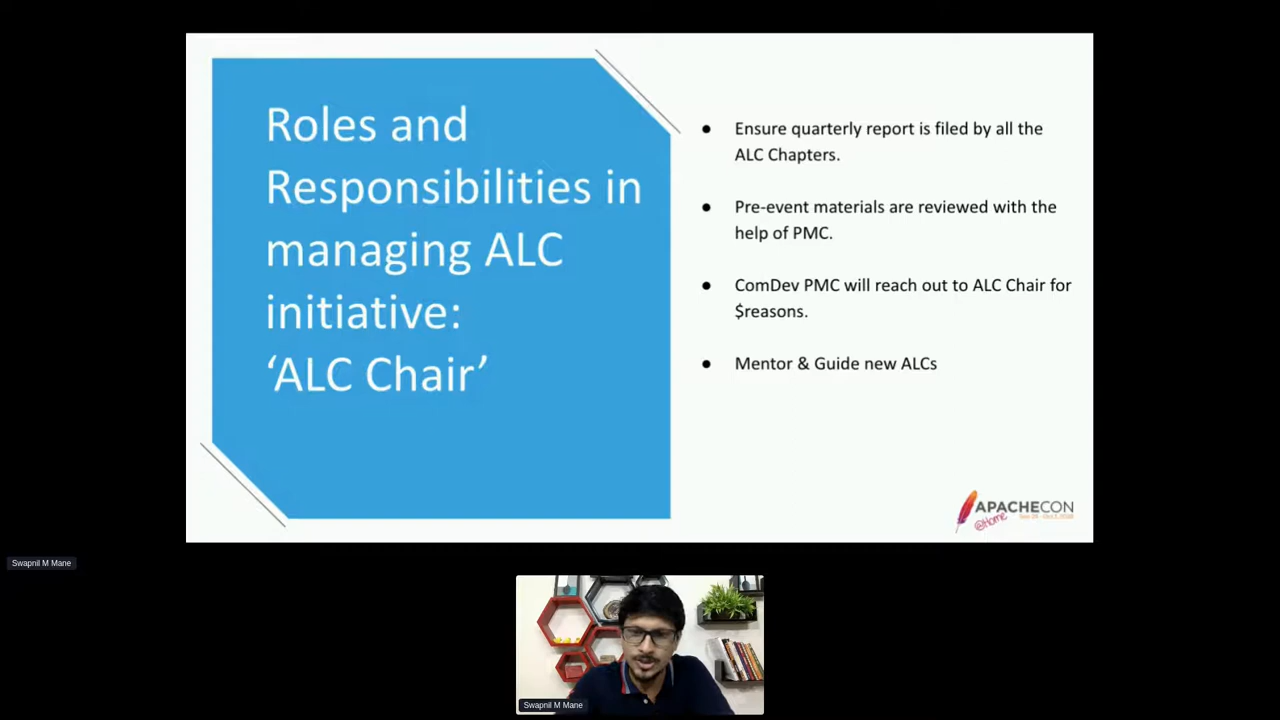 Roles and
Responsibilities in
managing ALC
initiative:
‘ALC Chair’
● Ensure quarterly report is filed by all the
ALC Chapters.
● Pre-event materials are reviewed with the
help of PMC.
● ComDev PMC will reach out to ALC Chair for
$reasons.
● Mentor & Guide new ALCs
APACHECON
@Home
Swapnil M Mane
Swapnil M Mane